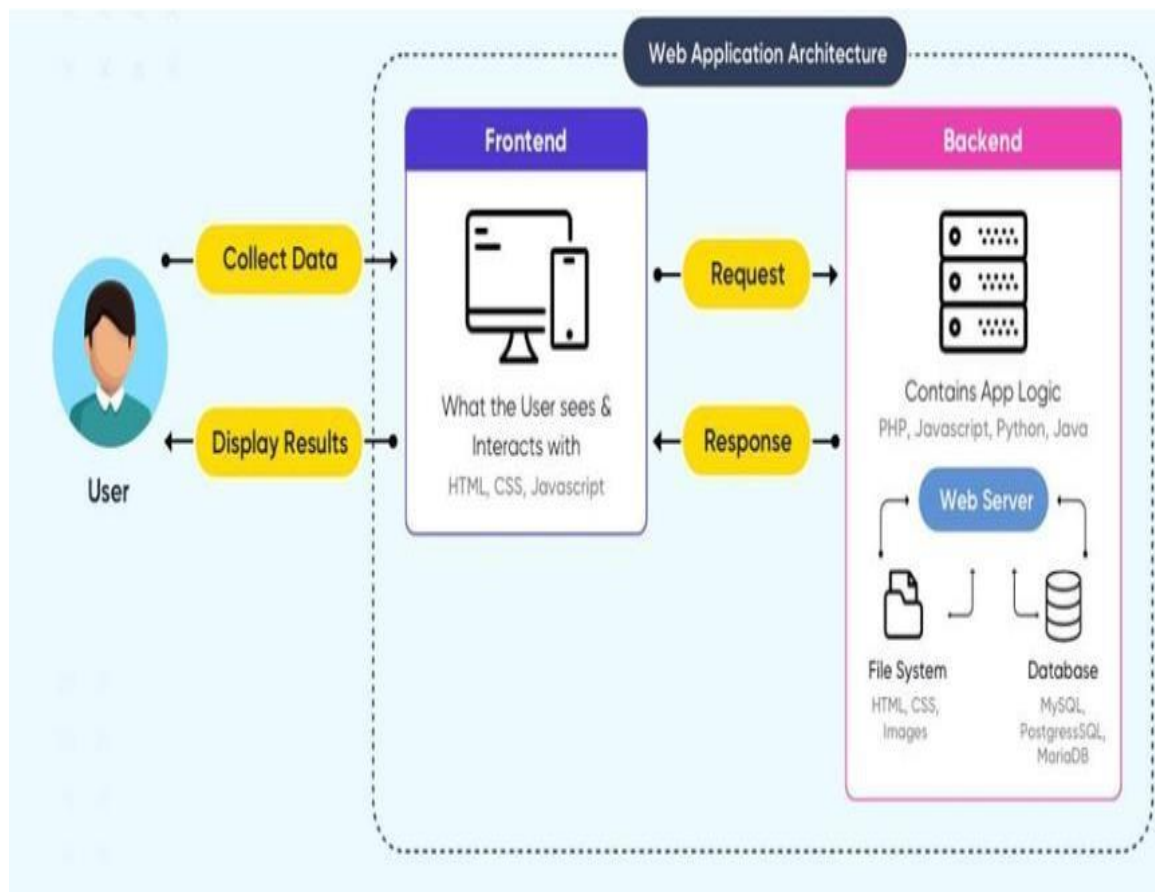 Web Application Architecture
Frontend
Backend
Collect Data
Request
What the User sees &
Interacts with
HTML, CSS, Javascript
Contains App Logic
PHP, Javascript, Python, Java
Display Results
Response
User
Web Server
File System
HTML, CSS,
Images
Database
MySQL,
PostgressSQL,
MariaDB